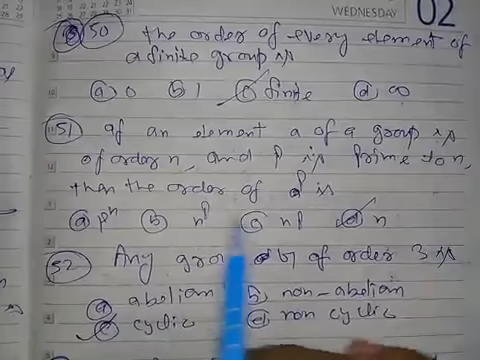 WEDNESDAY 02
50 the order of every element of
a finite group is
(a) 0 (b) 1 (c) finite (d) ∞
51 If an element a of a group is
of order n, and p is prime to n,
then the order of is
(a) pⁿ (b) nᵖ (c) np (d) n
52 Any of order 3 is
(a) abelian (b) non-abelian
(c) cyclic (d) non cyclic